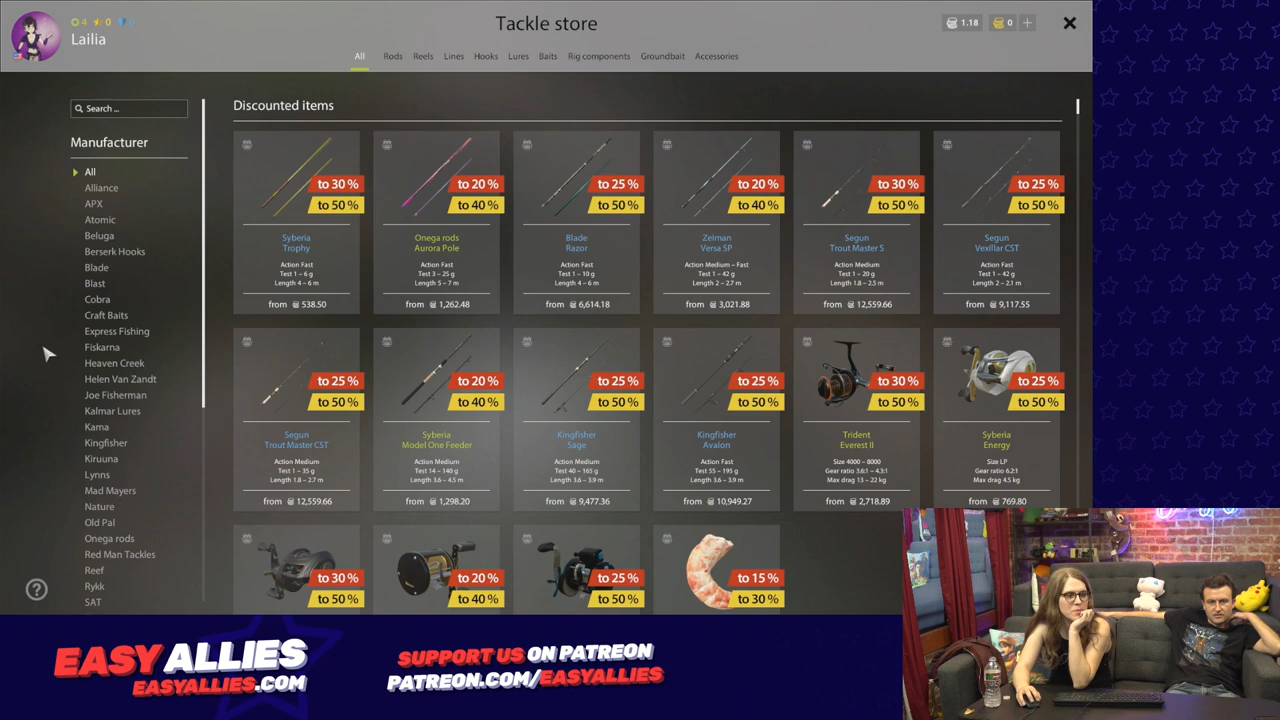 4 0 0
Lailia
Tackle store
1.18
0 +
All Rods Reels Lines Hooks Lures Baits Rig components Groundbait Accessories
Search ...
Manufacturer
All
Alliance
APX
Atomic
Beluga
Berserk Hooks
Blade
Blast
Cobra
Craft Baits
Express Fishing
Fiskarna
Heaven Creek
Helen Van Zandt
Joe Fisherman
Kalmar Lures
Kama
Kingfisher
Kiruuna
Lynns
Mad Mayers
Nature
Old Pal
Onega rods
Red Man Tackles
Reef
Rykk
SAT
?
Discounted items
to 30 %
to 50 %
Syberia
Trophy
Action Fast
Test 1 – 6 g
Length 4 – 6 m
from 538.50
to 20 %
to 40 %
Onega rods
Aurora Pole
Action Fast
Test 3 – 25 g
Length 5 – 7 m
from 1,262.48
to 25 %
to 50 %
Blade
Razor
Action Fast
Test 1 – 10 g
Length 4 – 6 m
from 6,614.18
to 20 %
to 40 %
Zeiman
Versa SP
Action Medium – Fast
Test 1 – 42 g
Length 2 – 2.7 m
from 3,021.88
to 30 %
to 50 %
Segun
Trout Master S
Action Medium
Test 1 – 20 g
Length 1.8 – 2.5 m
from 12,559.66
to 25 %
to 50 %
Segun
Vexillar CST
Action Fast
Test 1 – 42 g
Length 2 – 2.1 m
from 9,117.55
to 25 %
to 50 %
Segun
Trout Master CST
Action Medium
Test 1 – 35 g
Length 1.8 – 2.7 m
from 12,559.66
to 20 %
to 40 %
Syberia
Model One Feeder
Action Medium
Test 14 – 140 g
Length 3.6 – 4.5 m
from 1,298.20
to 25 %
to 50 %
Kingfisher
Sage
Action Medium
Test 40 – 165 g
Length 3.6 – 3.9 m
from 9,477.36
to 25 %
to 50 %
Kingfisher
Avalon
Action Fast
Test 55 – 195 g
Length 3.6 – 3.9 m
from 10,949.27
to 30 %
to 50 %
Trident
Everest II
Size 4000 – 8000
Gear ratio 3.6:1 – 4.3:1
Max drag 13 – 22 kg
from 2,718.89
to 25 %
to 50 %
Syberia
Energy
Size LP
Gear ratio 6.2:1
Max drag 4.5 kg
from 769.80
to 30 %
to 50 %
to 20 %
to 40 %
to 25 %
to 50 %
to 15 %
to 30 %
EASY ALLIES
EASYALLIES.COM
SUPPORT US ON PATREON
PATREON.COM/EASYALLIES